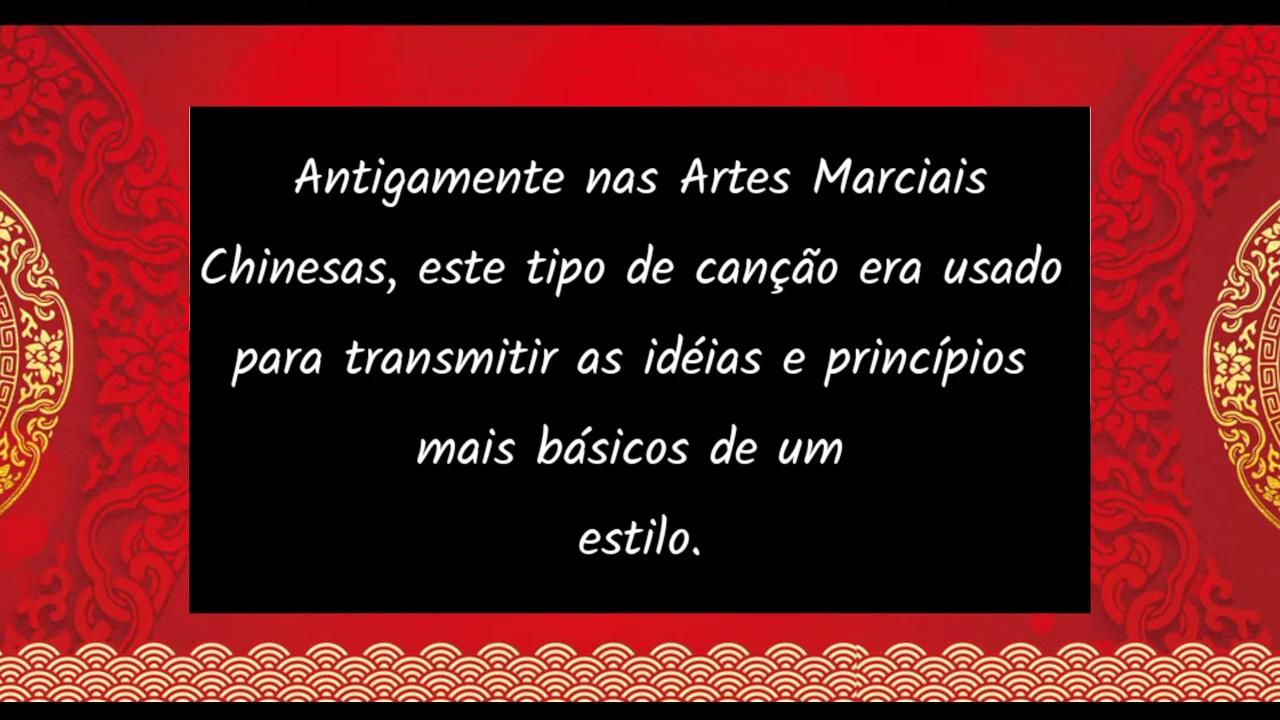 Antigamente nas Artes Marciais
Chinesas, este tipo de canção era usado
para transmitir as idéias e princípios
mais básicos de um
estilo.